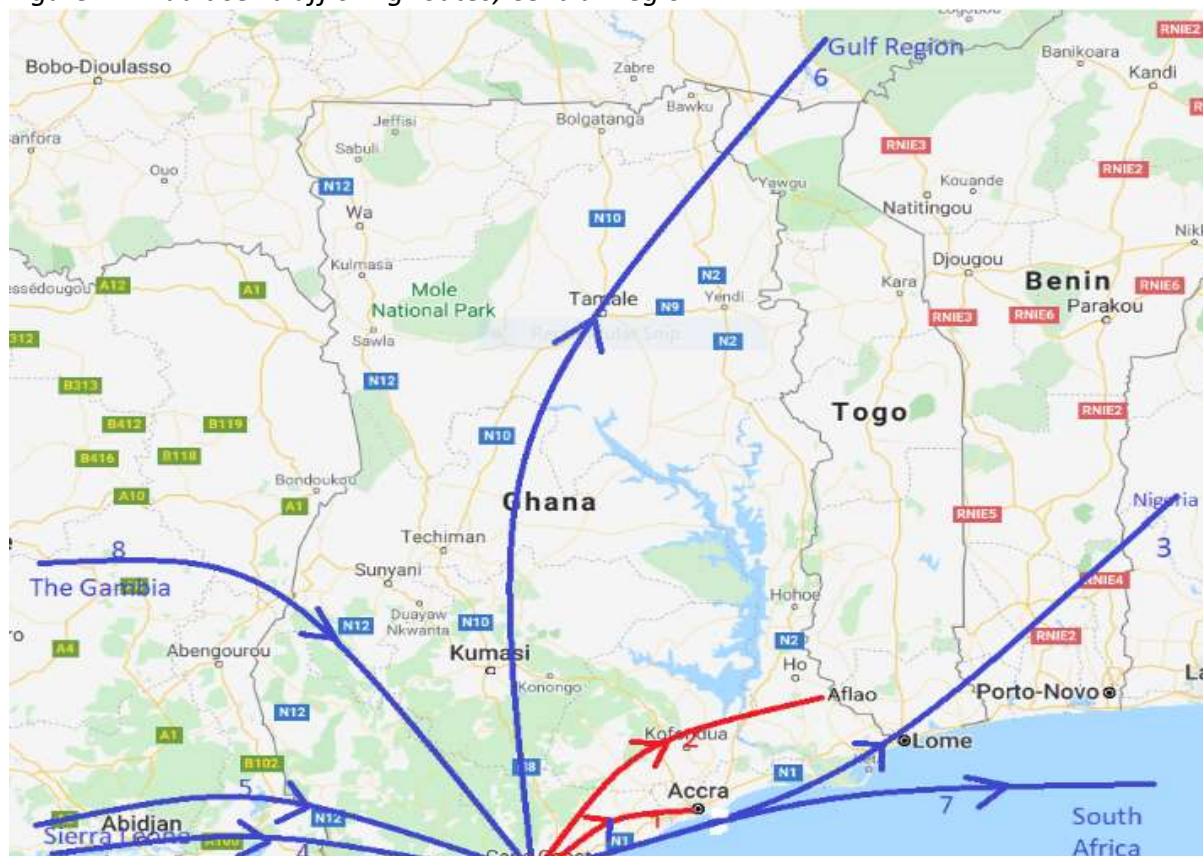 Gulf Region
6
RNIE2
Bobo-Dioulasso
Zabre
Banikoara
Kandi
Bawku
Jeffisi
Bolgatanga
Sabuli
RNIE3
Ouo
N12
Yawgu
Kouande
RNIE2
Wa
N10
Natitingou
Kulmasa
Djougou
N2
Kara
Benin
A12
A1
Mole
National Park
Tamale
N9
Yendi
RNIE6
Parakou
RNIE3
RNIE6
Sawla
N2
N12
B313
RNIE2
Togo
B412
B119
N10
B416
B118
Bondoukou
A10
A1
Ghana
Nigeria
RNIE5
3
Techiman
8
Sunyani
The Gambia
RNIE4
Hohoe
Duayaw
Nkwanta
N12
N10
N2
RNIE2
A4
Abengourou
Kumasi
Ho
Konongo
Aflao
Porto-Novo
N12
2
A1
Lome
B102
N1
Accra
5
1
7
South
Africa
Abidjan
N12
Sierra Leone
A100
4
N1